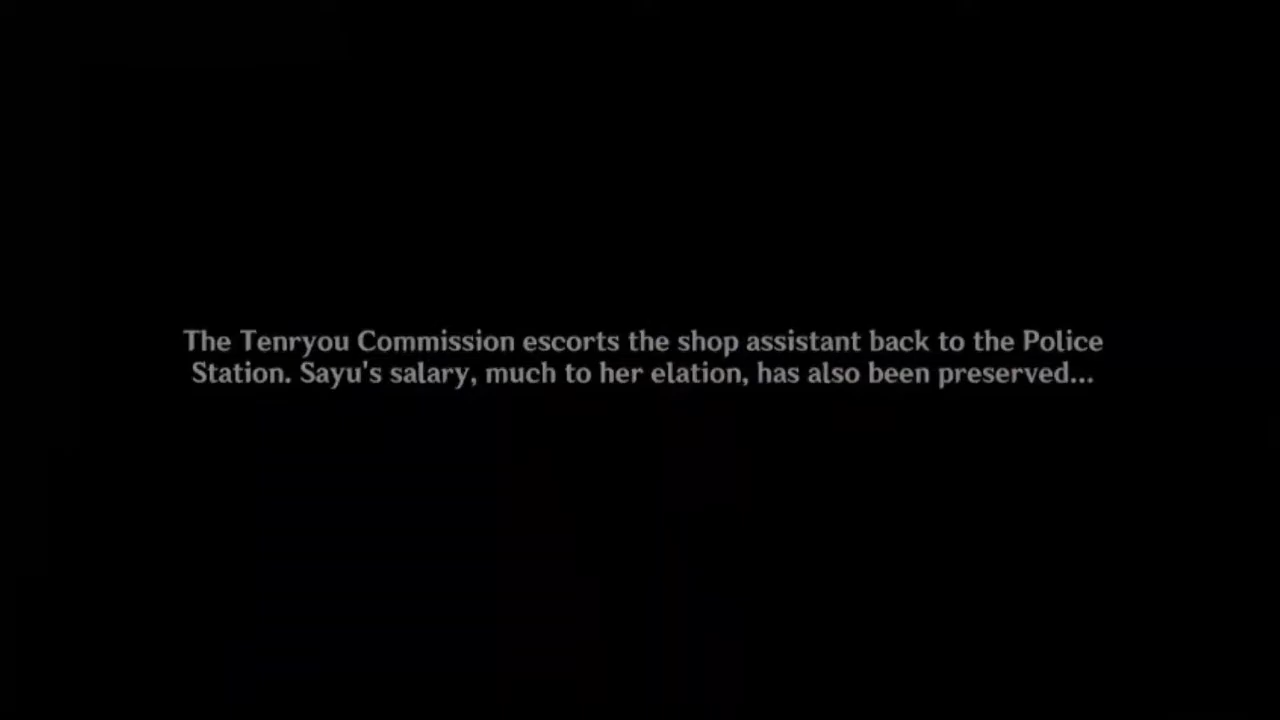 The Tenryou Commission escorts the shop assistant back to the Police
Station. Sayu's salary, much to her elation, has also been preserved...